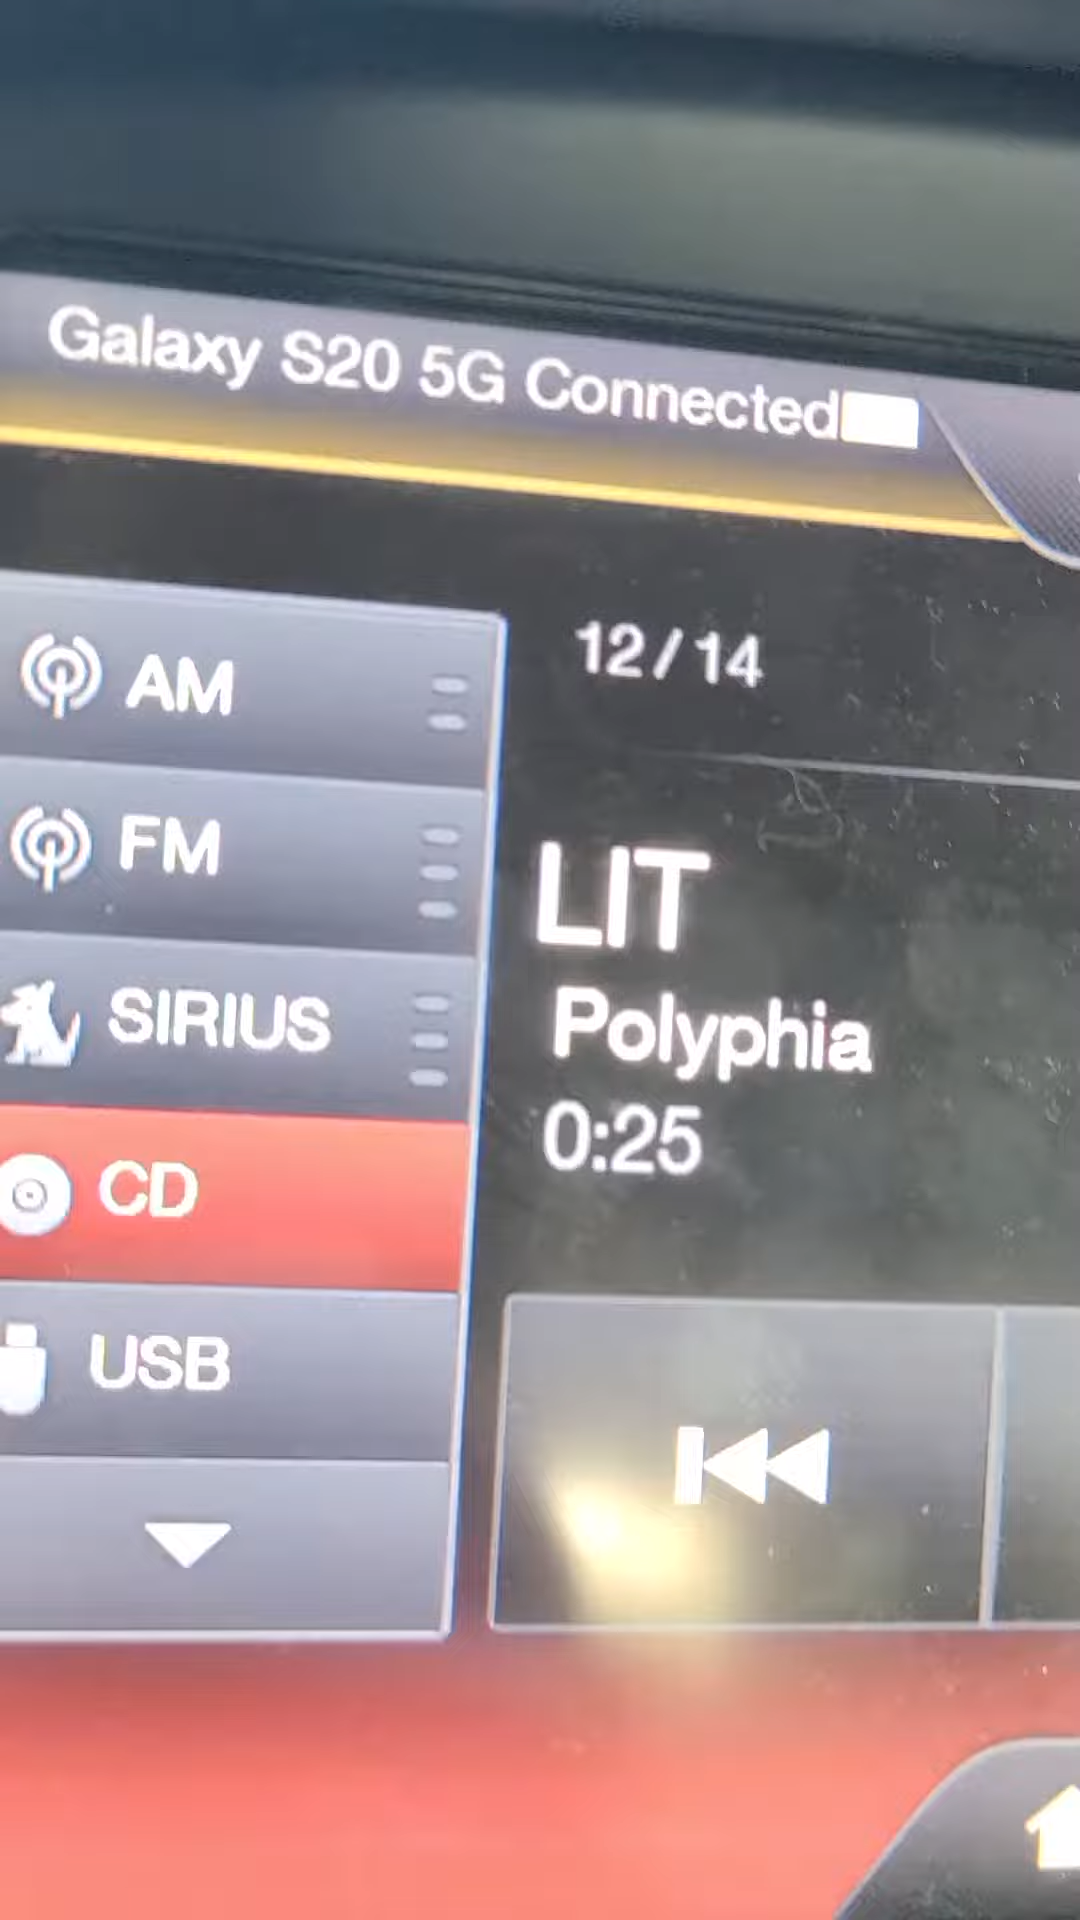 Galaxy S20 5G Connected
AM
FM
SIRIUS
CD
USB
12/14
LIT
Polyphia
0:25